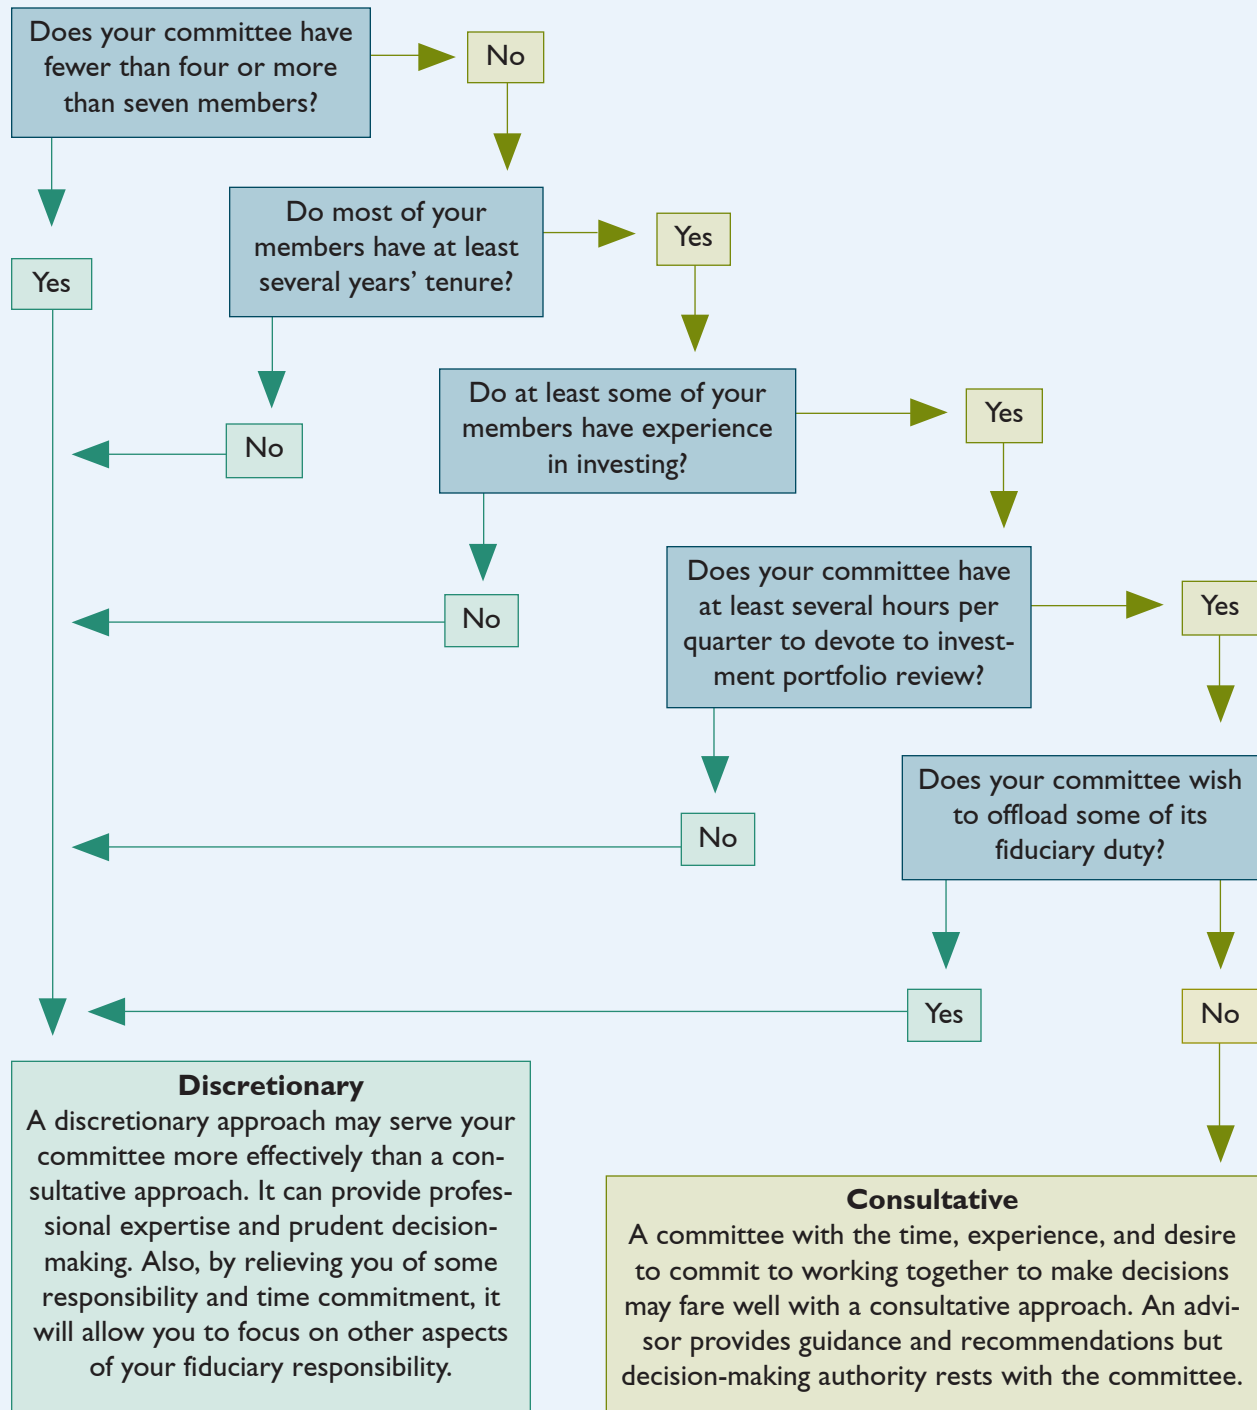 Does your committee have
fewer than four or more
than seven members?
No
Yes
Do most of your
members have at least
several years’ tenure?
Yes
No
Do at least some of your
members have experience
in investing?
Yes
No
Does your committee have
at least several hours per
quarter to devote to invest-
ment portfolio review?
Yes
No
Does your committee wish
to offload some of its
fiduciary duty?
Yes
No
Discretionary
A discretionary approach may serve your
committee more effectively than a con-
sultative approach. It can provide profes-
sional expertise and prudent decision-
making. Also, by relieving you of some
responsibility and time commitment, it
will allow you to focus on other aspects
of your fiduciary responsibility.
Consultative
A committee with the time, experience, and desire
to commit to working together to make decisions
may fare well with a consultative approach. An advi-
sor provides guidance and recommendations but
decision-making authority rests with the committee.